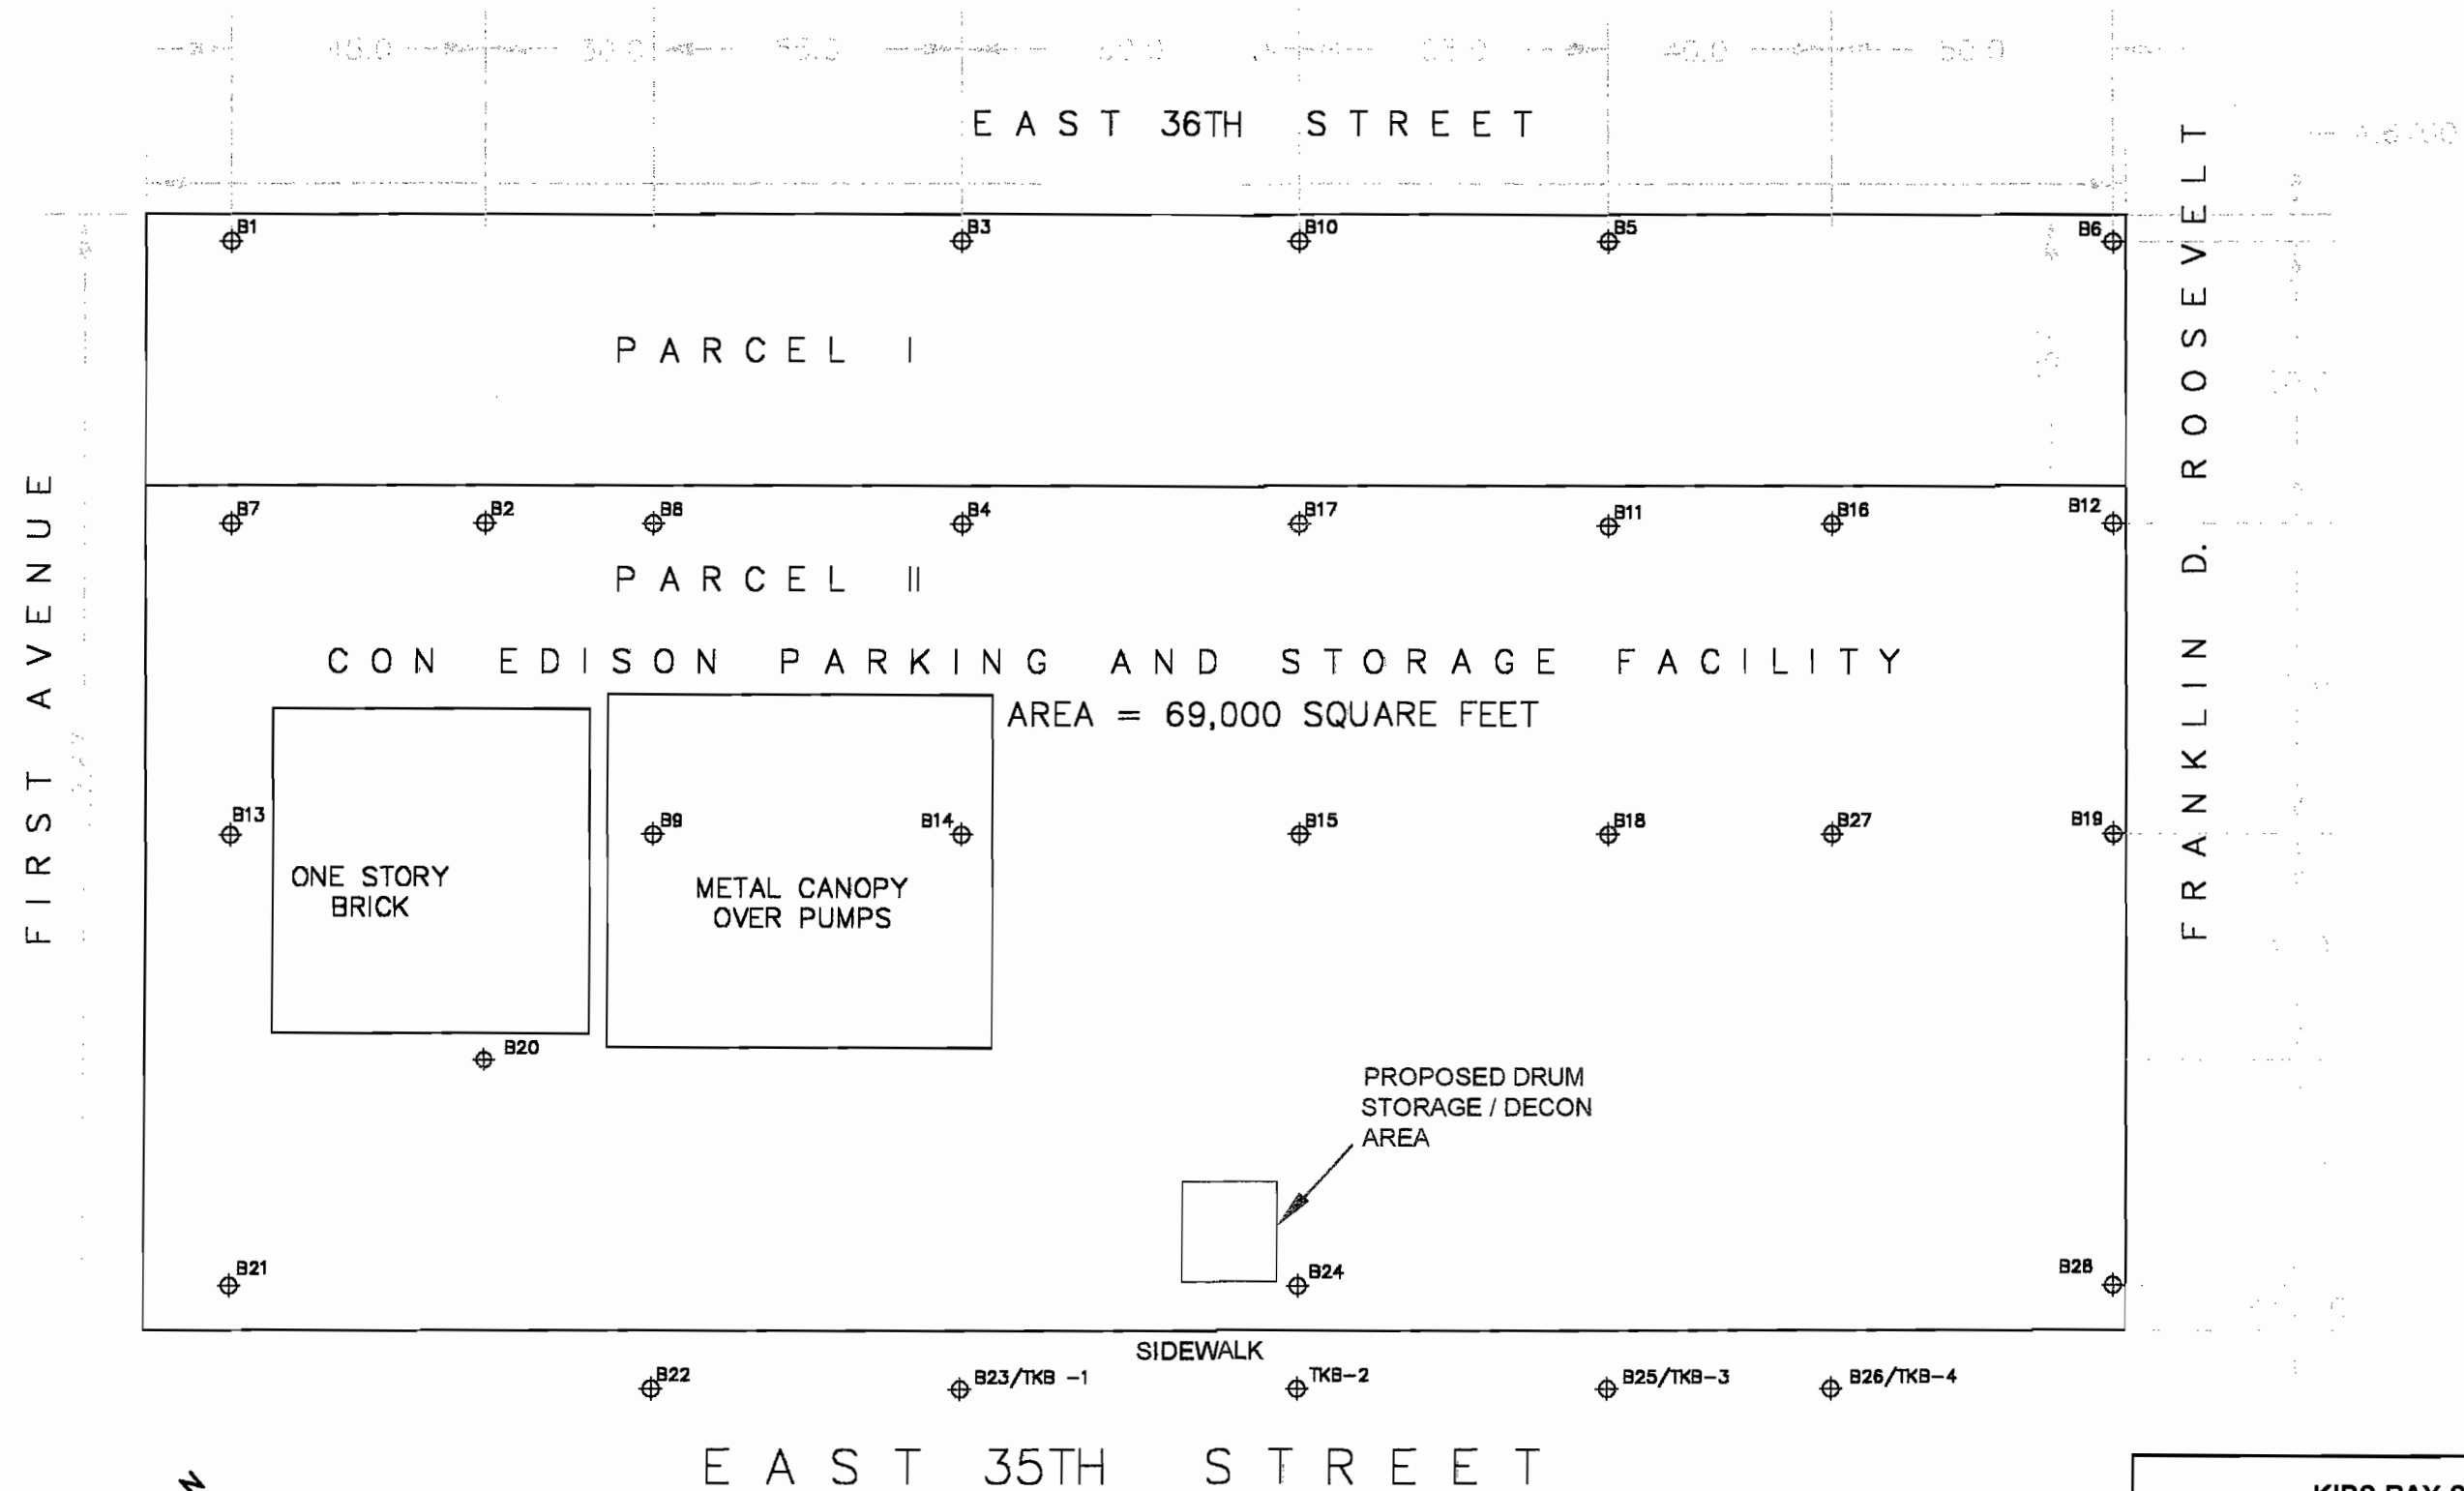 EAST 36TH STREET
B1
B3
B10
B5
B6
PARCEL I
B7
B2
B8
B4
B17
B11
B16
B12
PARCEL II
CON EDISON PARKING AND STORAGE FACILITY
AREA = 69,000 SQUARE FEET
B13
B9
B14
B15
B18
B27
B19
ONE STORY
BRICK
METAL CANOPY
OVER PUMPS
B20
PROPOSED DRUM
STORAGE / DECON
AREA
B21
B24
B28
SIDEWALK
B22
B23/TKB -1
TKB-2
B25/TKB-3
B26/TKB-4
EAST 35TH STREET
FIRST AVENUE
FRANKLIN D. ROOSEVELT
N